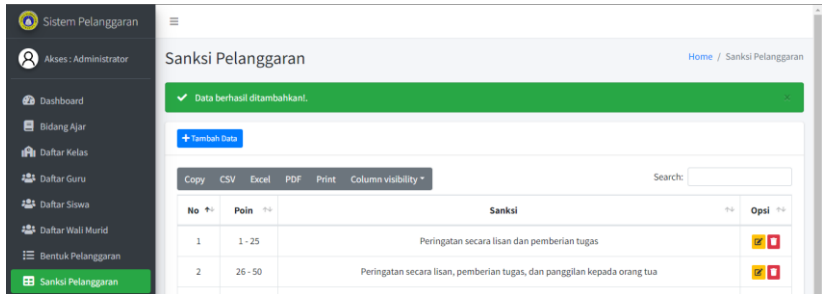 Sistem Pelanggaran
Akses : Administrator
Dashboard
Bidang Ajar
Daftar Kelas
Daftar Guru
Daftar Siswa
Daftar Wali Murid
Bentuk Pelanggaran
Sanksi Pelanggaran
Sanksi Pelanggaran
Home / Sanksi Pelanggaran
Data berhasil ditambahkan!. ×
+ Tambah Data
Copy CSV Excel PDF Print Column visibility
Search:
No Poin Sanksi Opsi
1 1 - 25 Peringatan secara lisan dan pemberian tugas
2 26 - 50 Peringatan secara lisan, pemberian tugas, dan panggilan kepada orang tua